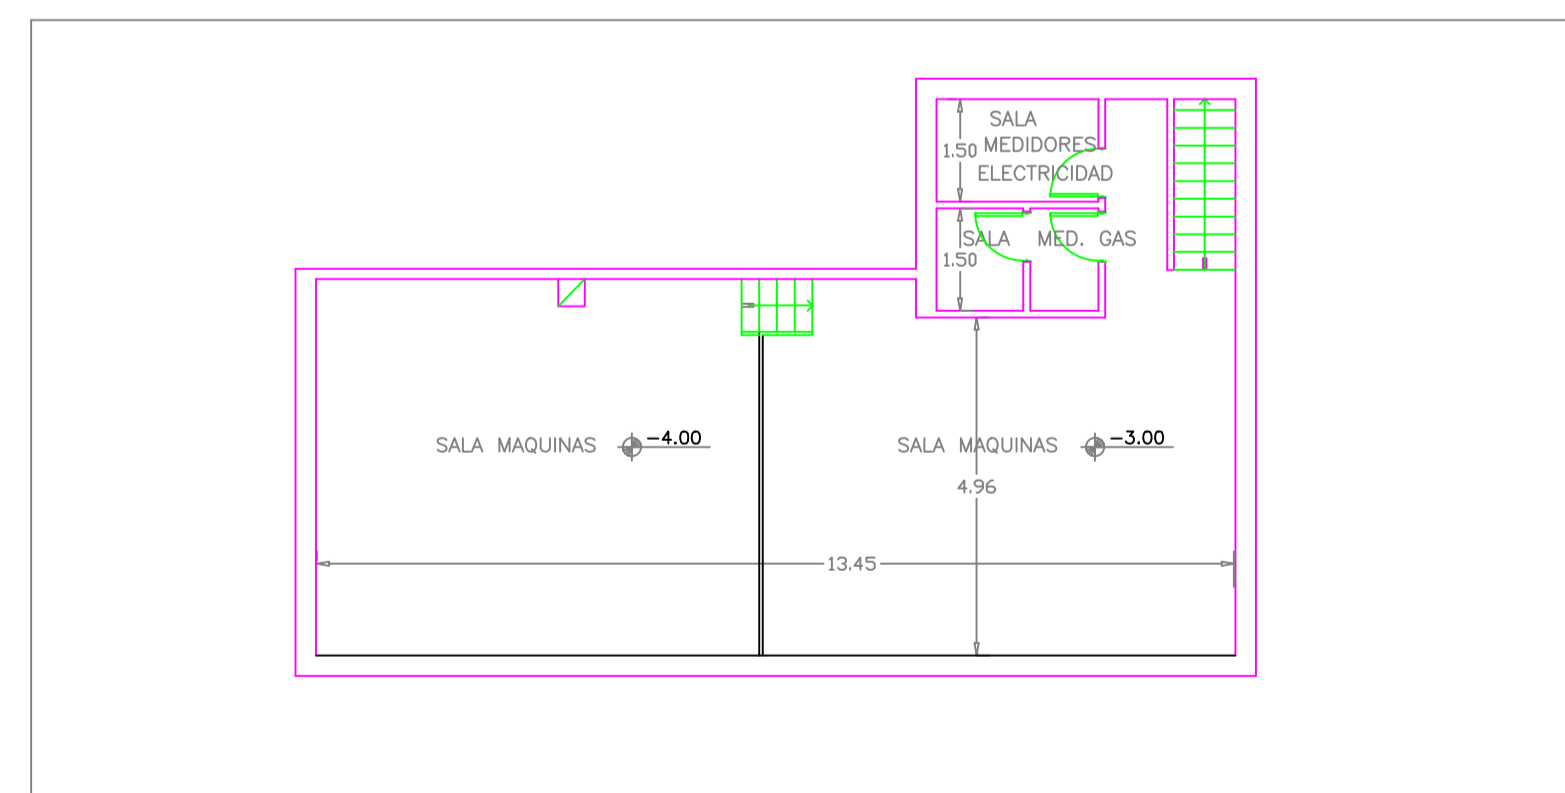 SALA
MEDIDORES
ELECTRICIDAD
1.50
SALA MED. GAS
1.50
SALA MAQUINAS -4.00
SALA MAQUINAS -3.00
4.96
13.45